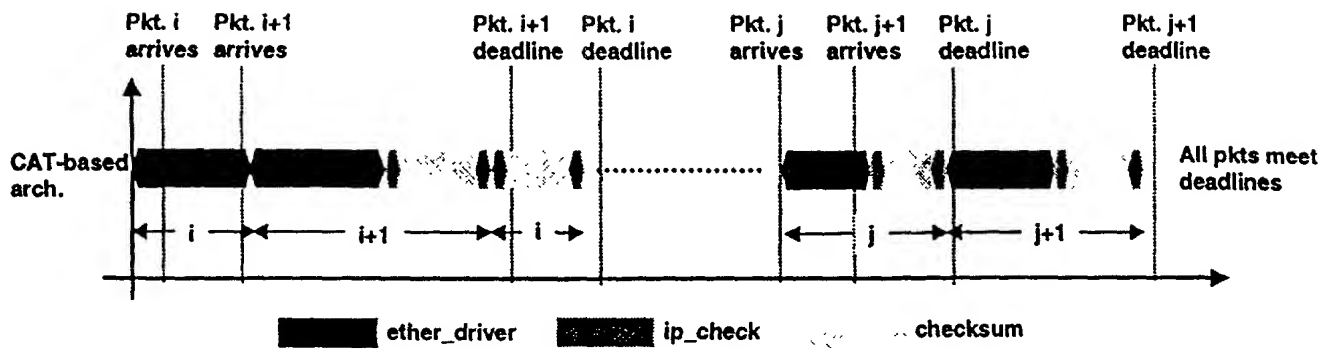 Pkt. i
arrives
Pkt. i+1
arrives
Pkt. i+1
deadline
Pkt. i
deadline
Pkt. j
arrives
Pkt. j+1
arrives
Pkt. j
deadline
Pkt. j+1
deadline
CAT-based
arch.
All pkts meet
deadlines
i
i+1
i
j
j+1
ether_driver
ip_check
checksum